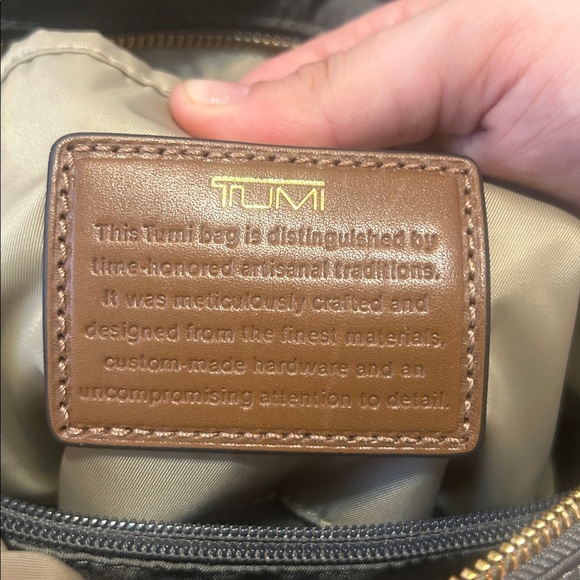 TUMI
This Tumi bag is distinguished by
time-honored artisanal traditions.
It was meticulously crafted and
designed from the finest materials,
custom-made hardware and an
uncompromising attention to detail.